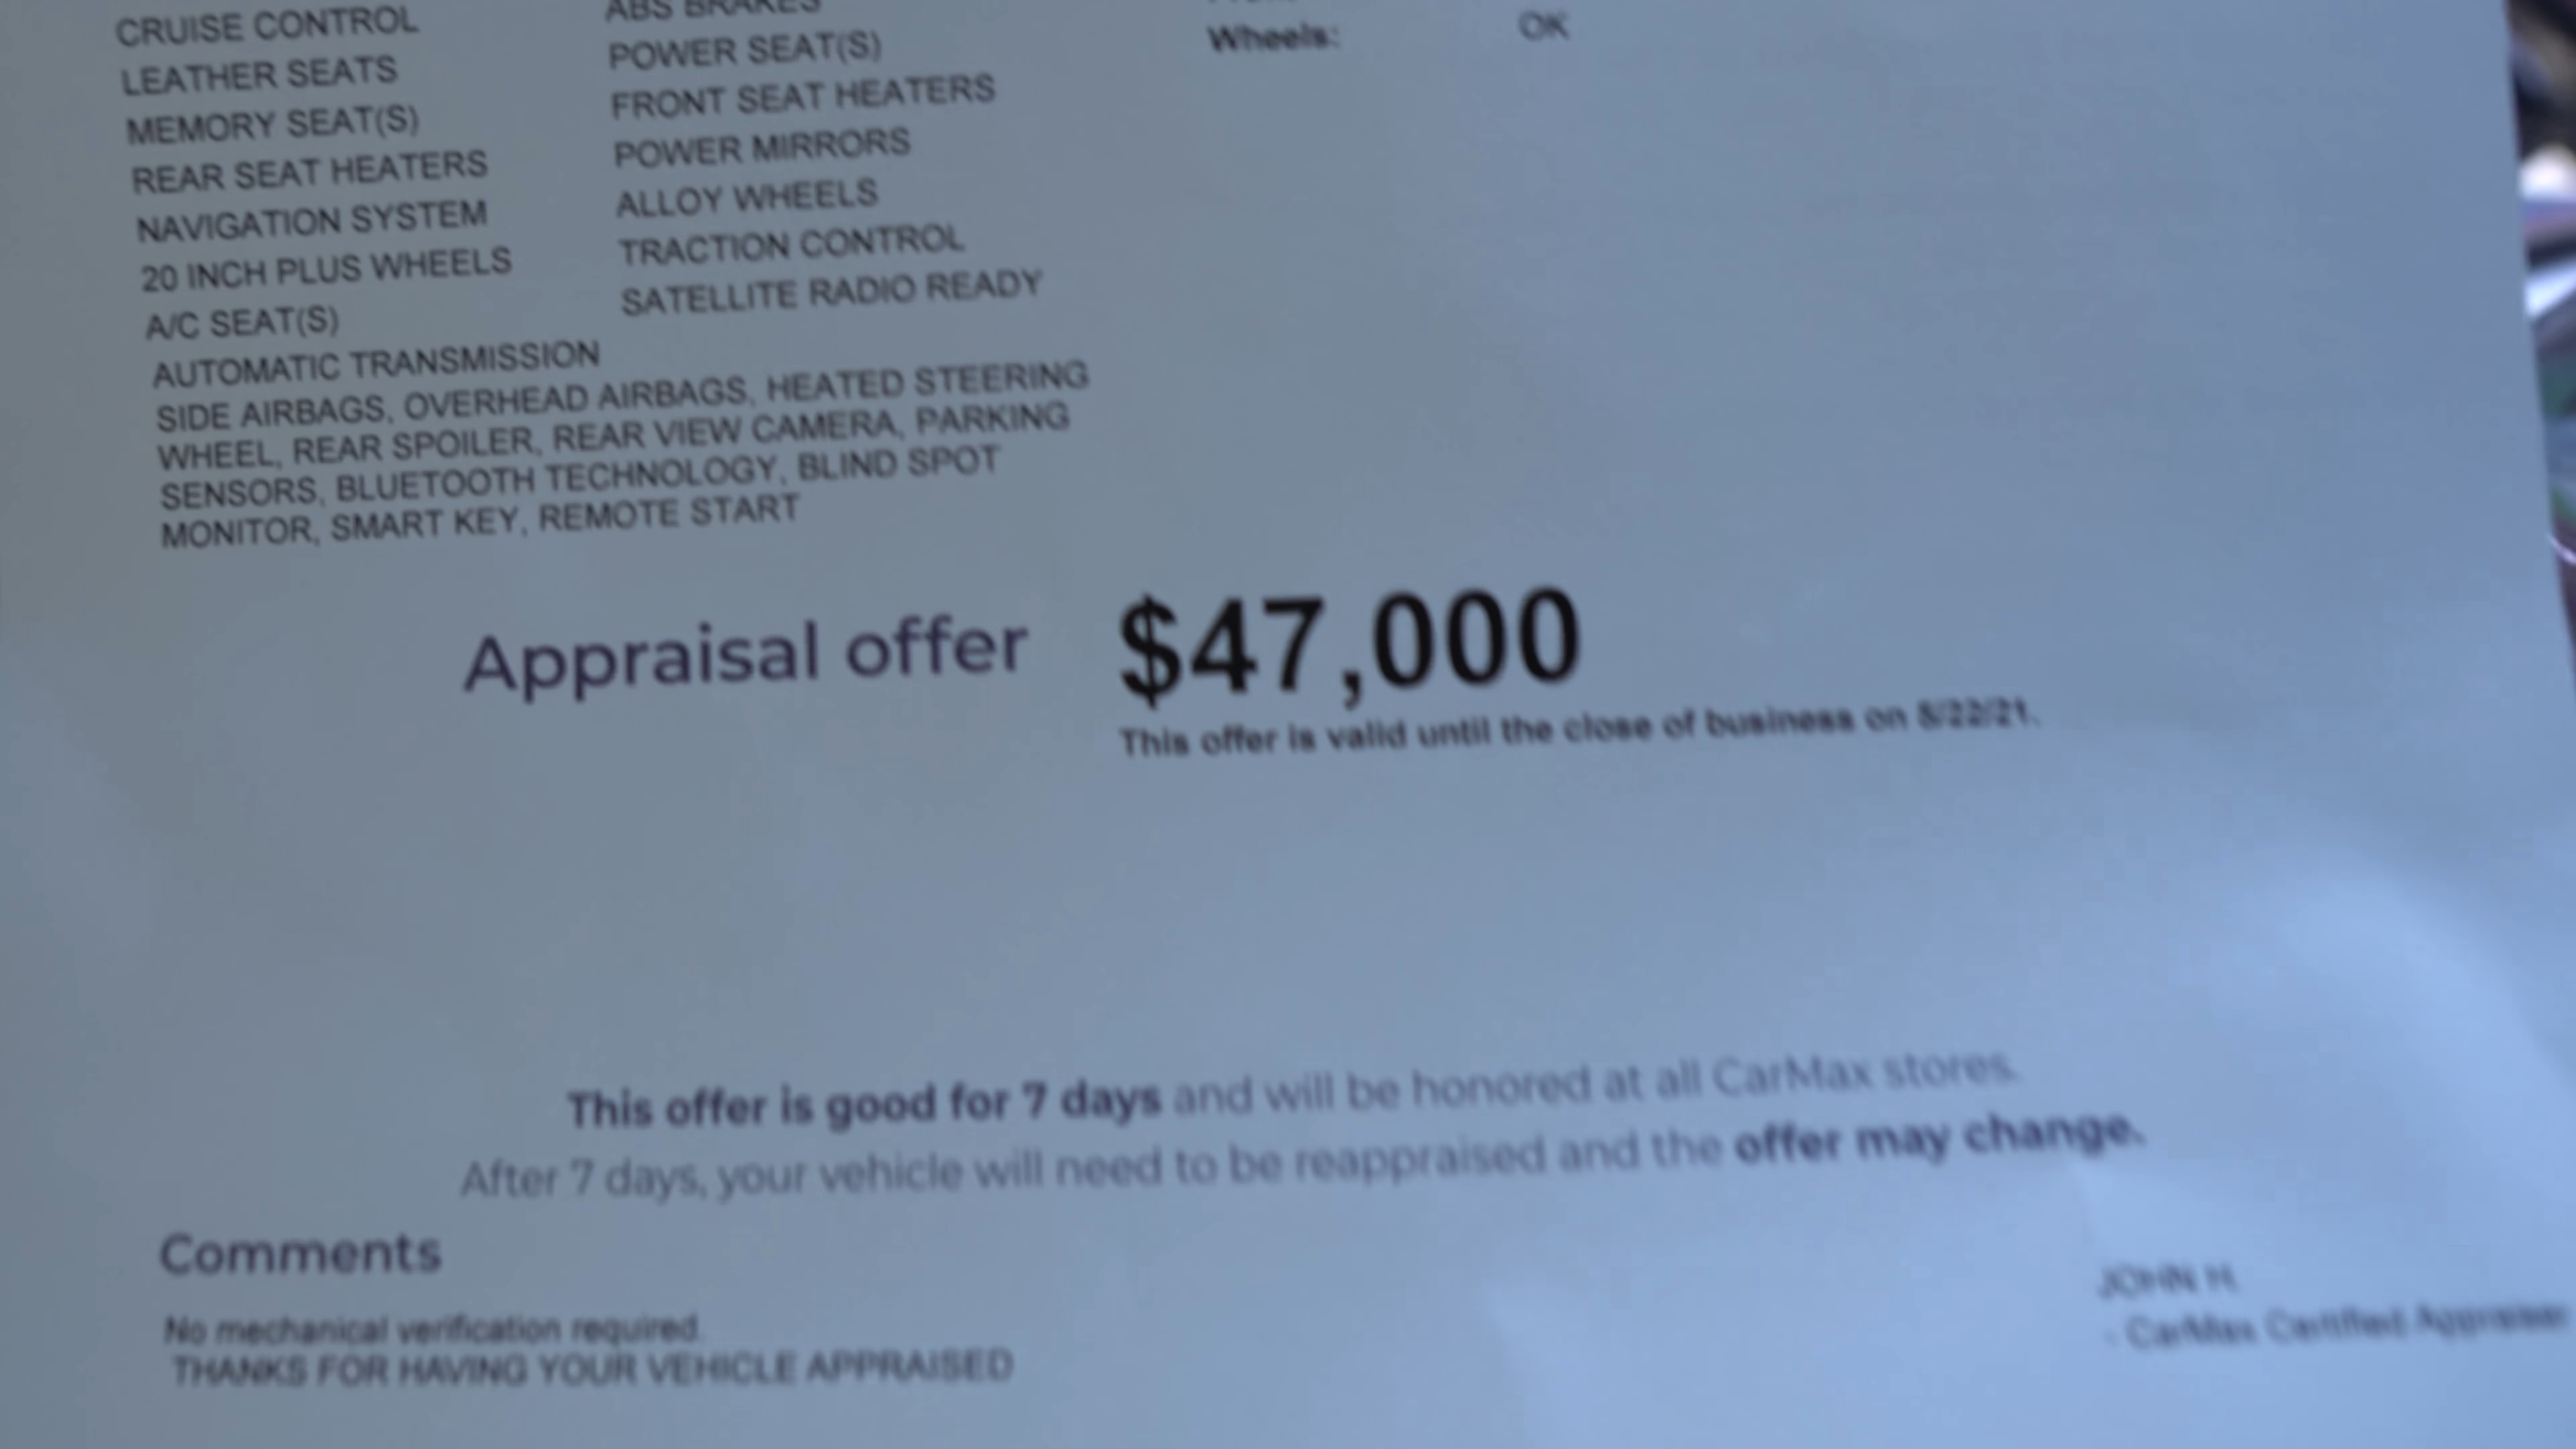 CRUISE CONTROL
ABS BRAKES
LEATHER SEATS
POWER SEAT(S)
MEMORY SEAT(S)
FRONT SEAT HEATERS
REAR SEAT HEATERS
POWER MIRRORS
NAVIGATION SYSTEM
ALLOY WHEELS
20 INCH PLUS WHEELS
TRACTION CONTROL
A/C SEAT(S)
SATELLITE RADIO READY
AUTOMATIC TRANSMISSION
SIDE AIRBAGS, OVERHEAD AIRBAGS, HEATED STEERING
WHEEL, REAR SPOILER, REAR VIEW CAMERA, PARKING
SENSORS, BLUETOOTH TECHNOLOGY, BLIND SPOT
MONITOR, SMART KEY, REMOTE START
Wheels: OK
Appraisal offer $47,000
This offer is valid until the close of business on
This offer is good for 7 days and will be honored at all CarMax stores.
After 7 days, your vehicle will need to be reappraised and the offer may change.
Comments
No mechanical verification required.
THANKS FOR HAVING YOUR VEHICLE APPRAISED
JOHN H.
- CarMax Certified Appraiser